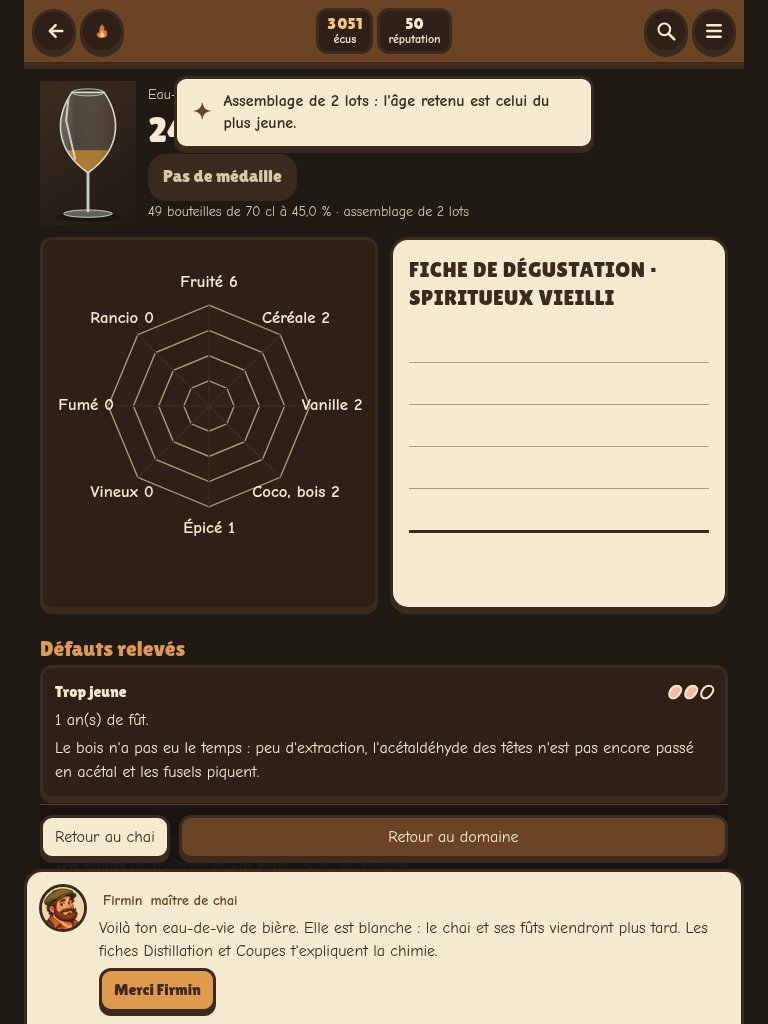 3 051
écus
50
réputation
Assemblage de 2 lots : l'âge retenu est celui du
plus jeune.
Eau-
Pas de médaille
49 bouteilles de 70 cl à 45,0 % · assemblage de 2 lots
Fruité 6
Rancio 0
Céréale 2
Fumé 0
Vanille 2
Vineux 0
Coco, bois 2
Épicé 1
FICHE DE DÉGUSTATION ·
SPIRITUEUX VIEILLI
Défauts relevés
Trop jeune
1 an(s) de fût.
Le bois n'a pas eu le temps : peu d'extraction, l'acétaldéhyde des têtes n'est pas encore passé
en acétal et les fusels piquent.
Retour au chai
Retour au domaine
Firmin maître de chai
Voilà ton eau-de-vie de bière. Elle est blanche : le chai et ses fûts viendront plus tard. Les
fiches Distillation et Coupes t'expliquent la chimie.
Merci Firmin